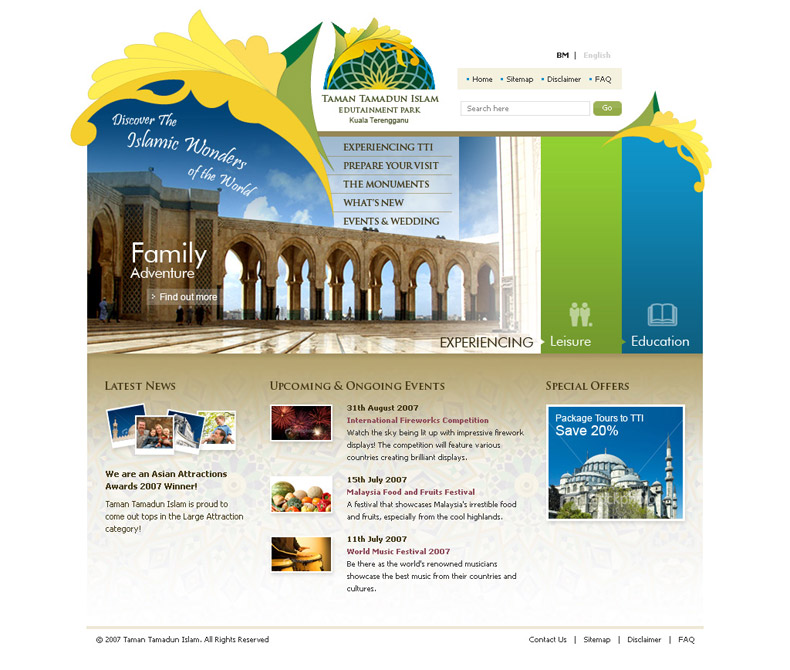 BM | English
Home Sitemap Disclaimer FAQ
Search here Go
TAMAN TAMADUN ISLAM
EDUTAINMENT PARK
Kuala Terengganu
Discover The
Islamic Wonders
of the World
EXPERIENCING TTI
PREPARE YOUR VISIT
THE MONUMENTS
WHAT'S NEW
EVENTS & WEDDING
Family
Adventure
> Find out more
EXPERIENCING
Leisure
Education
LATEST NEWS
We are an Asian Attractions
Awards 2007 Winner!
Taman Tamadun Islam is proud to
come out tops in the Large Attraction
category!
UPCOMING & ONGOING EVENTS
31th August 2007
International Fireworks Competition
Watch the sky being lit up with impressive firework
displays! The competition will feature various
countries creating brilliant displays.
15th July 2007
Malaysia Food and Fruits Festival
A festival that showcases Malaysia's irrestible food
and fruits, especially from the cool highlands.
11th July 2007
World Music Festival 2007
Be there as the world's renowned musicians
showcase the best music from their countries and
cultures.
SPECIAL OFFERS
Package Tours to TTI
Save 20%
© 2007 Taman Tamadun Islam. All Rights Reserved
Contact Us | Sitemap | Disclaimer | FAQ